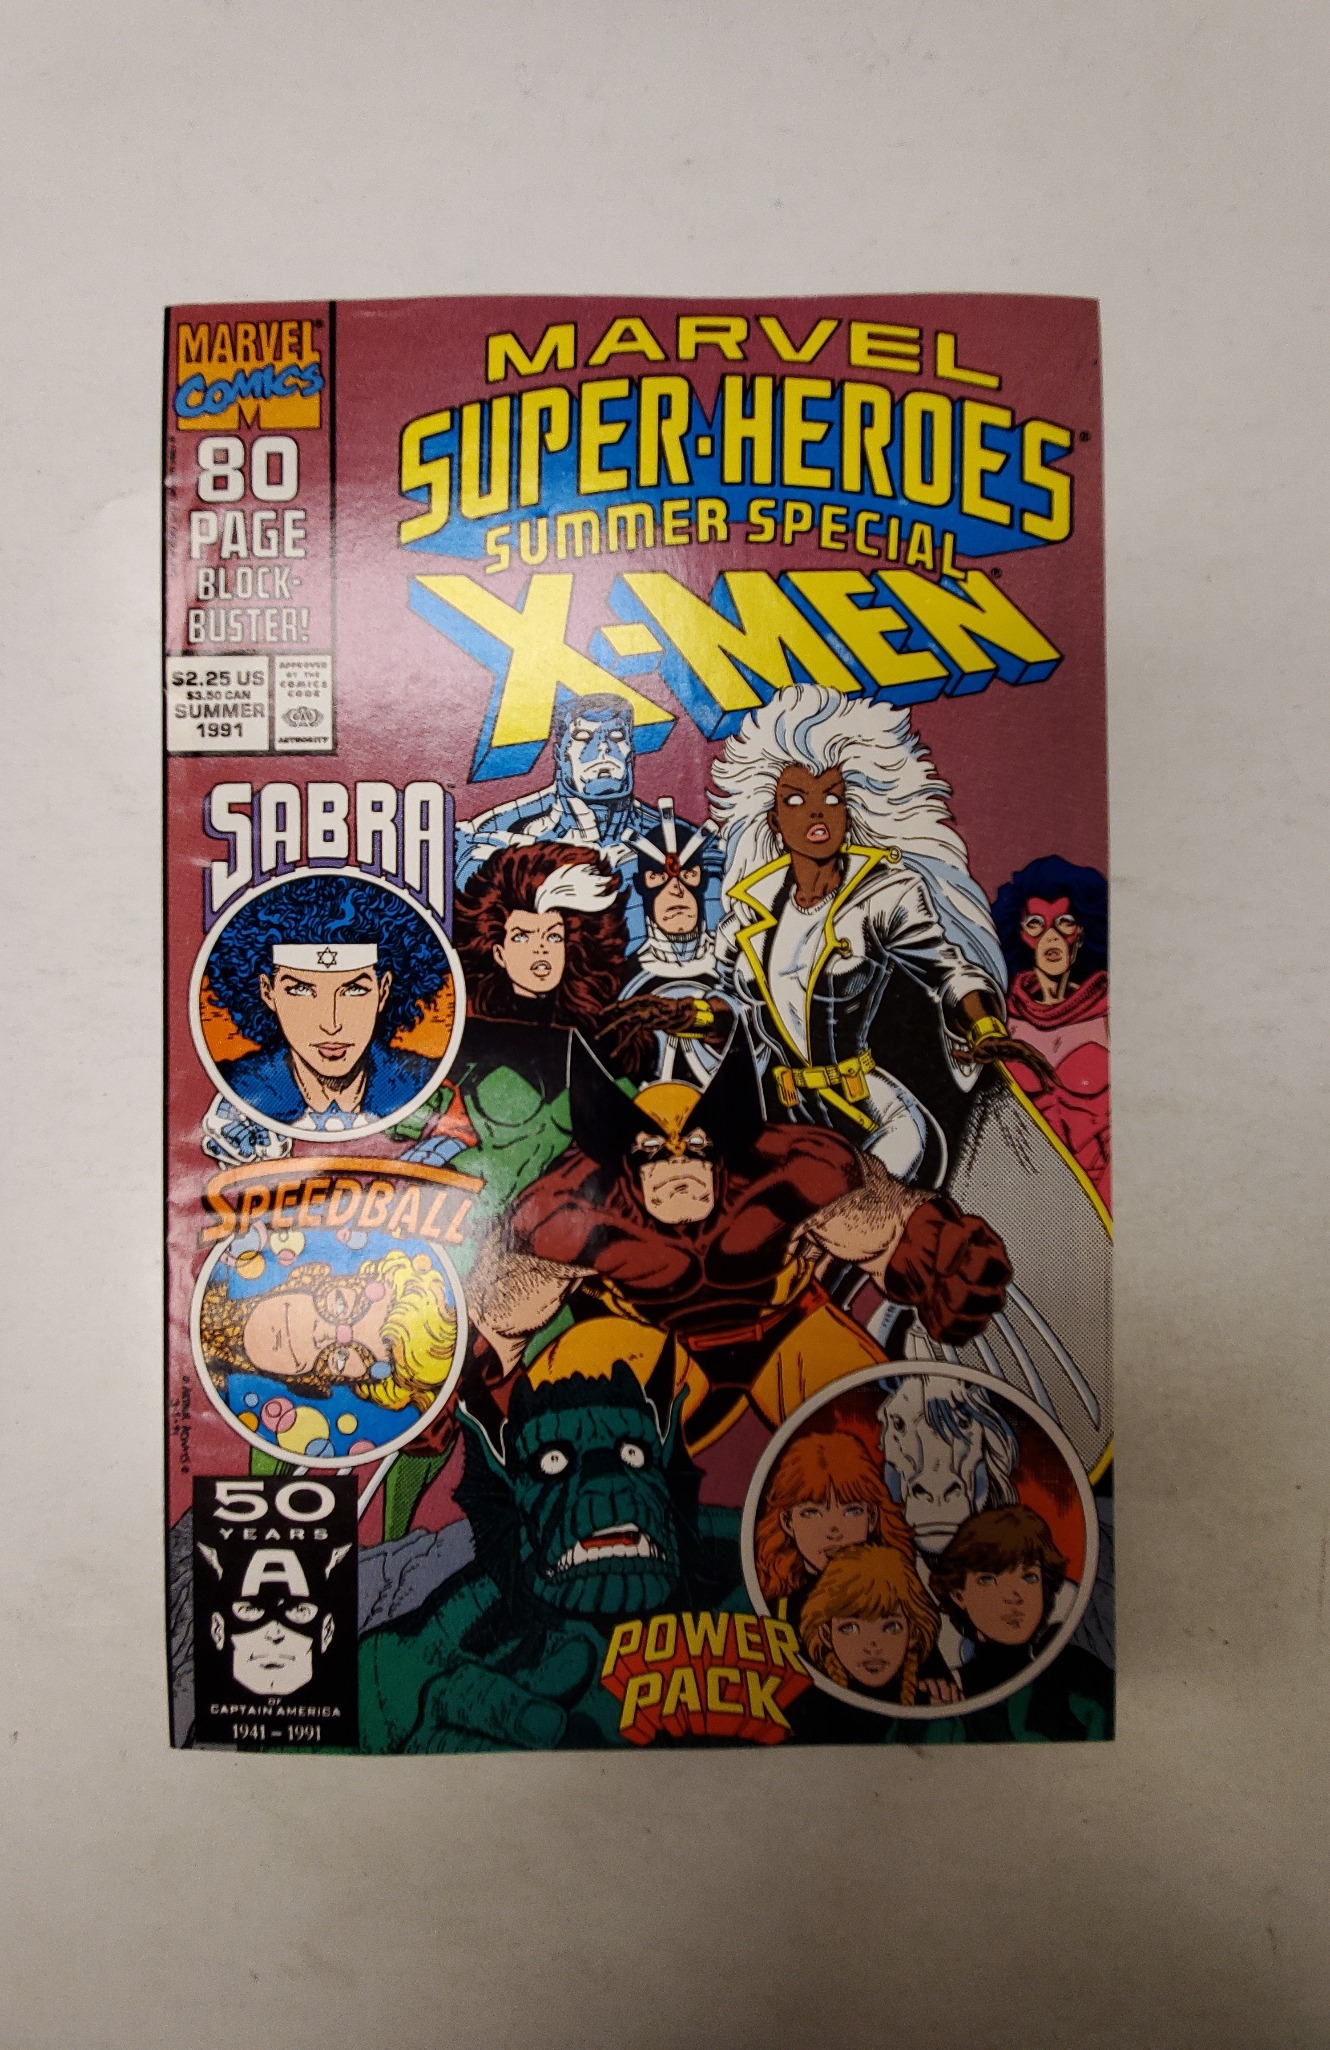 MARVEL
COMICS
80
PAGE
BLOCK-
BUSTER!
$2.25 US
$3.50 CAN
SUMMER
1991
APPROVED
BY THE
COMICS
CODE
AUTHORITY
MARVEL
SUPER-HEROES
SUMMER SPECIAL
X-MEN
SABRA
SPEEDBALL
50
YEARS
A
OF
CAPTAIN AMERICA
1941 – 1991
POWER
PACK